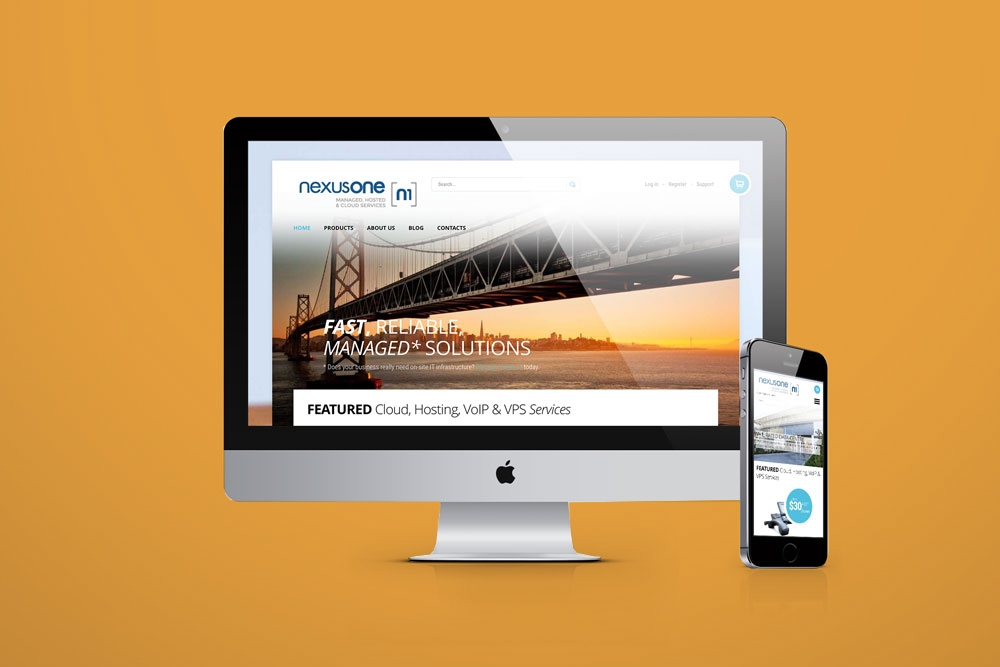 nexusone [n1]
MANAGED, HOSTED
& CLOUD SERVICES
Search...
Log in - Register - Support
HOME PRODUCTS ABOUT US BLOG CONTACTS
FAST, RELIABLE,
MANAGED* SOLUTIONS
* Does your business really need on-site IT infrastructure? today.
FEATURED Cloud, Hosting, VoIP & VPS Services
nexusone [n1]
FEATURED Cloud, Hosting, VoIP &
VPS Services
$30